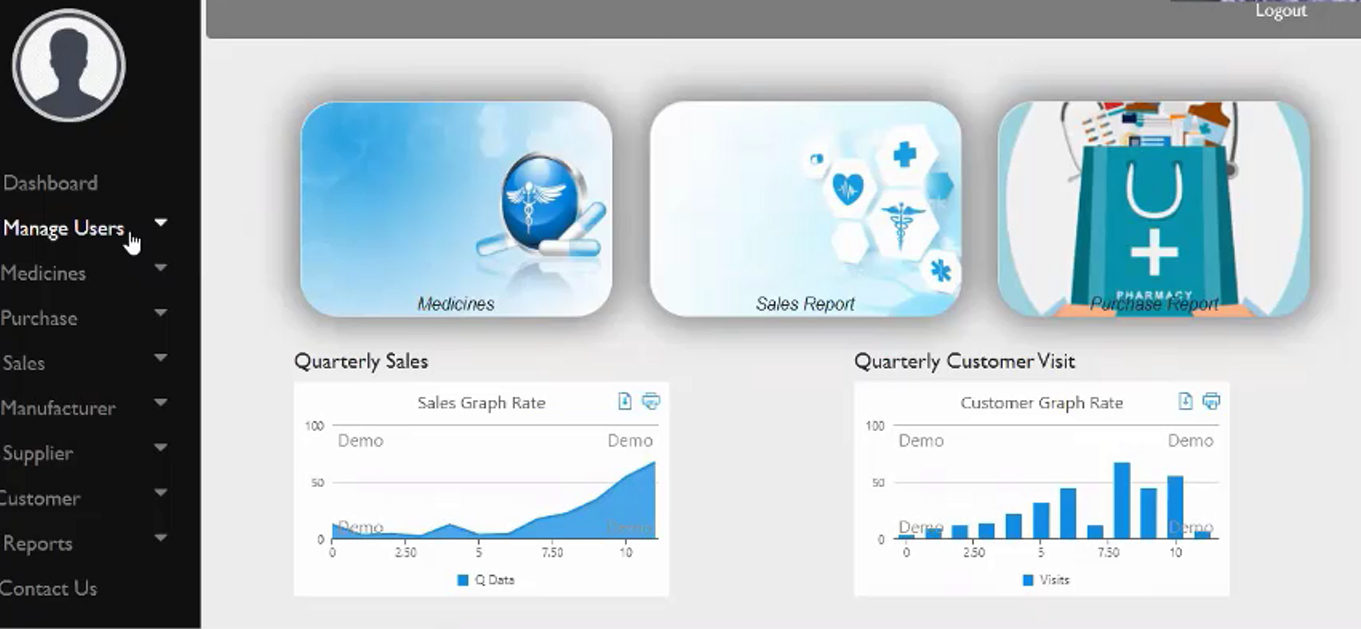 Logout
Dashboard
Manage Users
Medicines
Purchase
Sales
Manufacturer
Supplier
Customer
Reports
Contact Us
Medicines
Sales Report
PHARMACY
Purchase Report
Quarterly Sales
Quarterly Customer Visit
Sales Graph Rate
100
Demo
Demo
50
Demo
Demo
0
0
2.50
5
7.50
10
Q Data
Customer Graph Rate
100
Demo
Demo
50
Demo
Demo
0
0
2.50
5
7.50
10
Visits